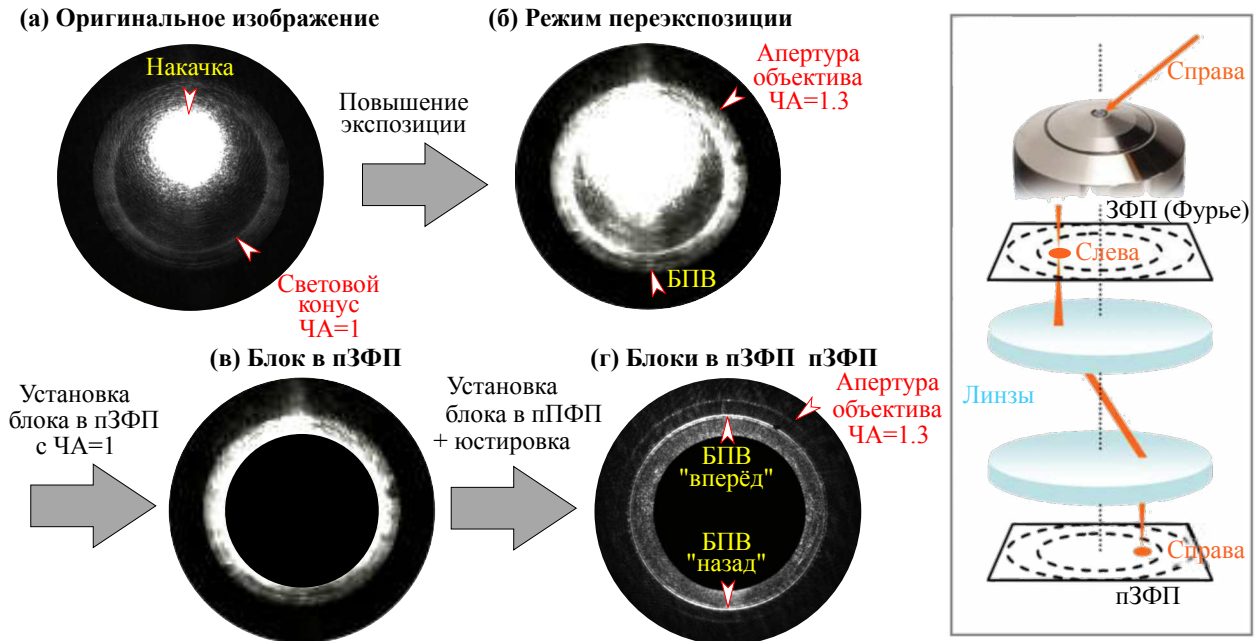 (а) Оригинальное изображение
Накачка
Световой
конус
ЧА=1
Повышение
экспозиции
(б) Режим переэкспозиции
Апертура
объектива
ЧА=1.3
БПВ
Установка
блока в пЗФП
с ЧА=1
(в) Блок в пЗФП
Установка
блока в пПФП
+ юстировка
(г) Блоки в пЗФП пЗФП
Апертура
объектива
ЧА=1.3
БПВ
"вперёд"
БПВ
"назад"
Справа
ЗФП (Фурье)
Слева
Линзы
Справа
пЗФП